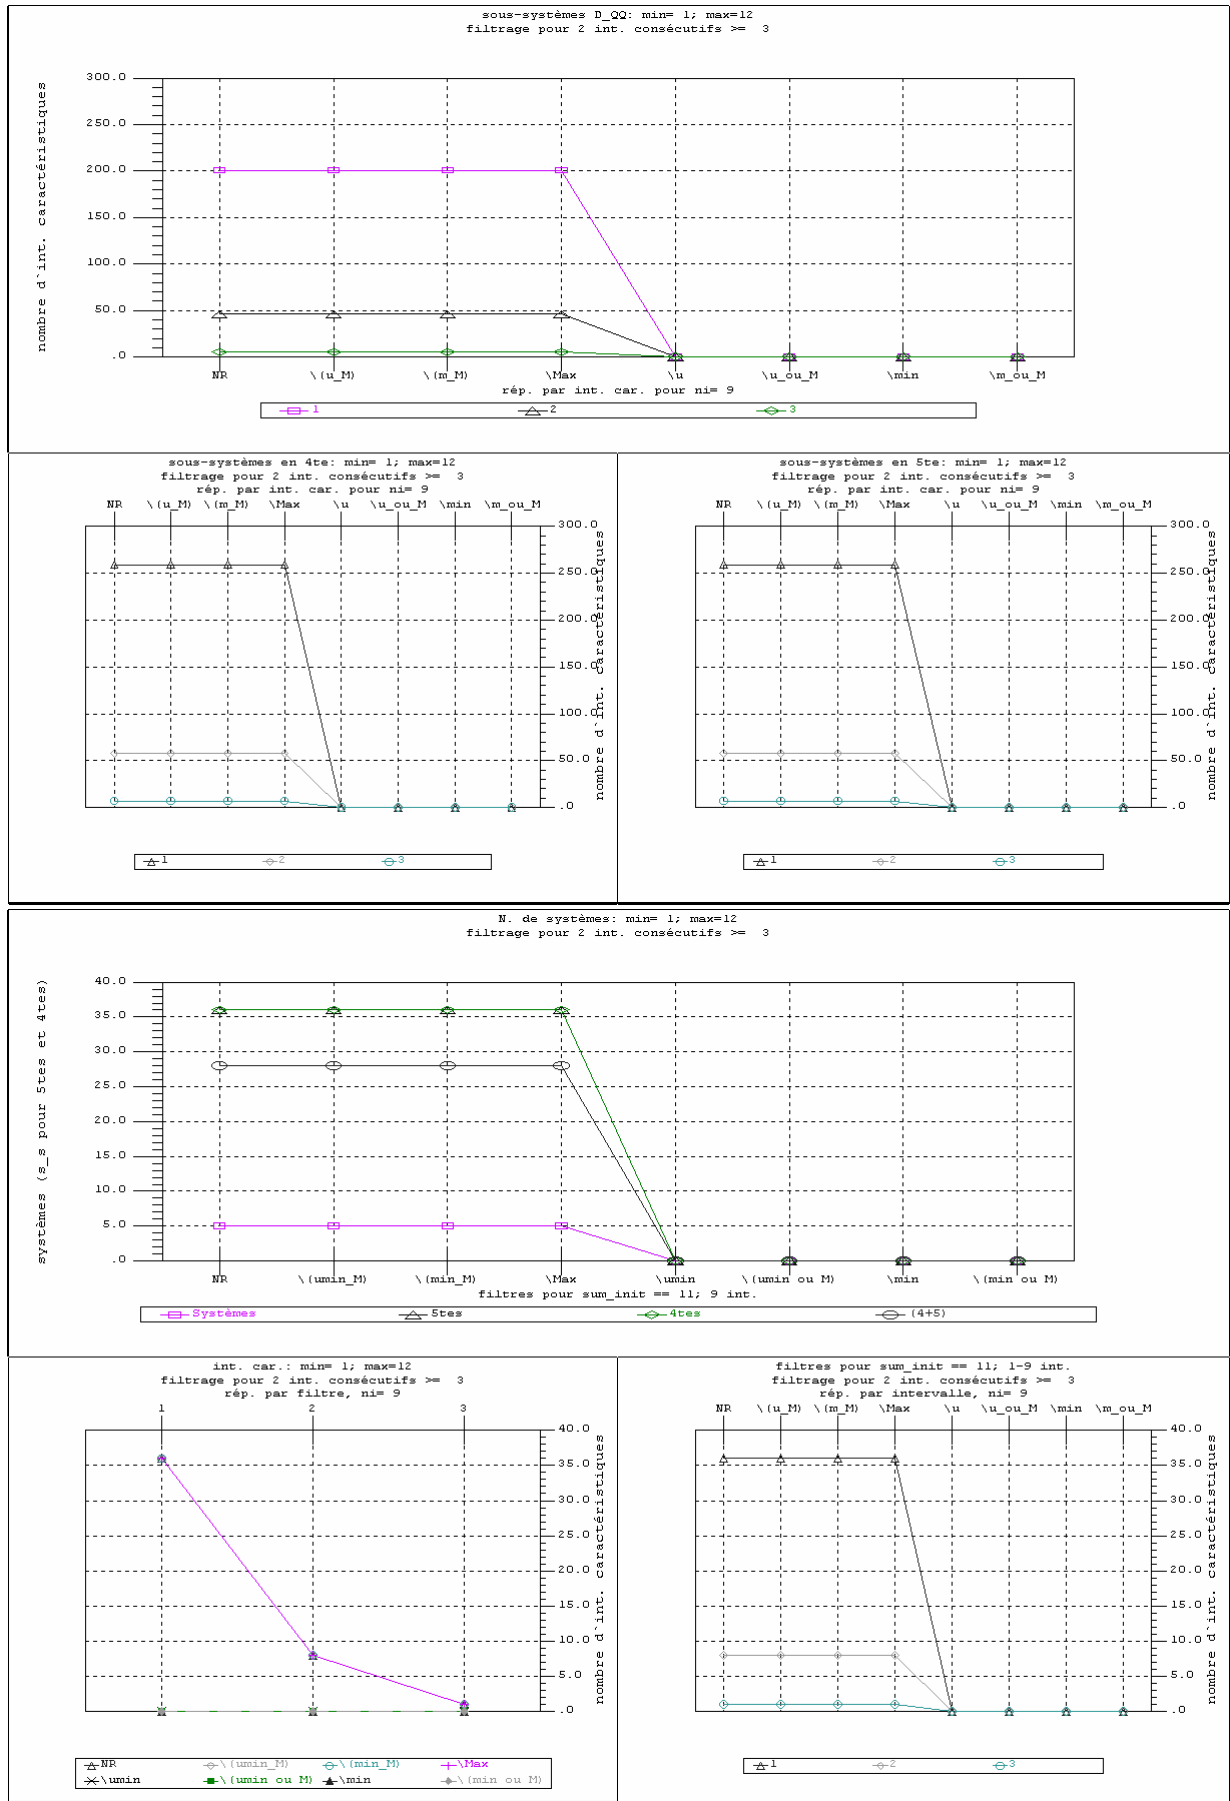 sous-systèmes D_QQ: min= 1; max=12
filtrage pour 2 int. consécutifs >=  3
nombre d`int. caractéristiques
300.0
250.0
200.0
150.0
100.0
50.0
.0
NR \(u_M) \(m_M) \Max \u \u_ou_M \min \m_ou_M
rép. par int. car. pour ni= 9
1 2 3
sous-systèmes en 4te: min= 1; max=12
filtrage pour 2 int. consécutifs >=  3
rép. par int. car. pour ni= 9
NR \(u_M) \(m_M) \Max \u \u_ou_M \min \m_ou_M
300.0
250.0
200.0
150.0
100.0
50.0
.0
nombre d`int. caractéristiques
1 2 3
sous-systèmes en 5te: min= 1; max=12
filtrage pour 2 int. consécutifs >=  3
rép. par int. car. pour ni= 9
NR \(u_M) \(m_M) \Max \u \u_ou_M \min \m_ou_M
300.0
250.0
200.0
150.0
100.0
50.0
.0
nombre d`int. caractéristiques
1 2 3
N. de systèmes: min= 1; max=12
filtrage pour 2 int. consécutifs >=  3
systèmes (s_s pour 5tes et 4tes)
40.0
35.0
30.0
25.0
20.0
15.0
10.0
5.0
.0
NR \(umin_M) \(min_M) \Max \umin \(umin ou M) \min \(min ou M)
filtres pour sum_init == 11; 9 int.
Systèmes 5tes 4tes (4+5)
int. car.: min= 1; max=12
filtrage pour 2 int. consécutifs >=  3
rép. par filtre, ni= 9
1 2 3
40.0
35.0
30.0
25.0
20.0
15.0
10.0
5.0
.0
nombre d`int. caractéristiques
NR \(umin_M) \(min_M) \Max
\umin \(umin ou M) \min \(min ou M)
filtres pour sum_init == 11; 1-9 int.
filtrage pour 2 int. consécutifs >=  3
rép. par intervalle, ni= 9
NR \(u_M) \(m_M) \Max \u \u_ou_M \min \m_ou_M
40.0
35.0
30.0
25.0
20.0
15.0
10.0
5.0
.0
nombre d`int. caractéristiques
1 2 3